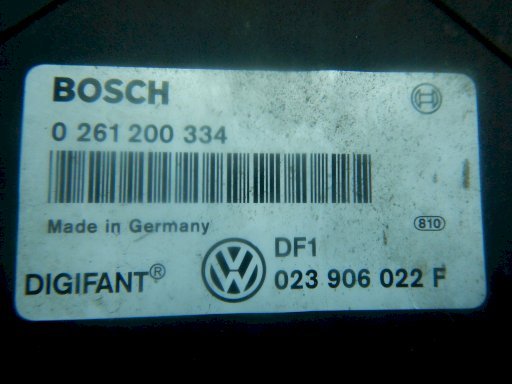 BOSCH
0 261 200 334
Made in Germany
810
DIGIFANT®
DF1
023 906 022 F